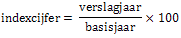 indexcijfer = verslagjaar / basisjaar × 100